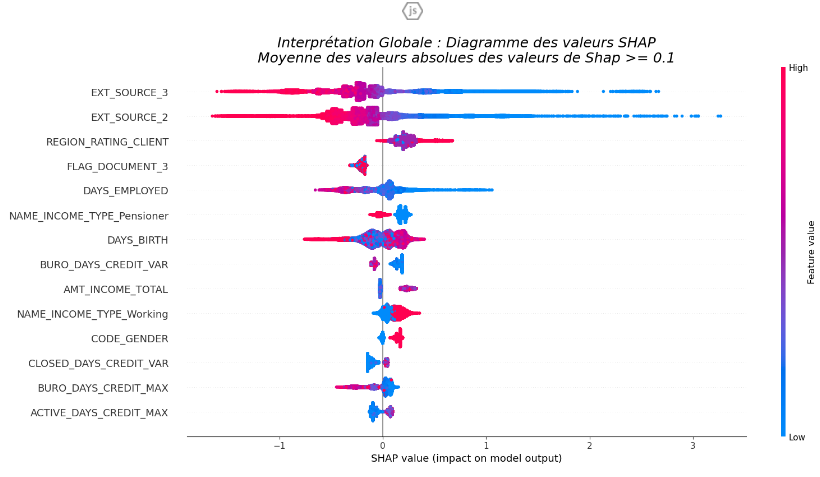 js
Interprétation Globale : Diagramme des valeurs SHAP
Moyenne des valeurs absolues des valeurs de Shap >= 0.1
High
EXT_SOURCE_3
EXT_SOURCE_2
REGION_RATING_CLIENT
FLAG_DOCUMENT_3
DAYS_EMPLOYED
NAME_INCOME_TYPE_Pensioner
DAYS_BIRTH
BURO_DAYS_CREDIT_VAR
AMT_INCOME_TOTAL
NAME_INCOME_TYPE_Working
CODE_GENDER
CLOSED_DAYS_CREDIT_VAR
BURO_DAYS_CREDIT_MAX
ACTIVE_DAYS_CREDIT_MAX
Feature value
Low
−1 0 1 2 3
SHAP value (impact on model output)